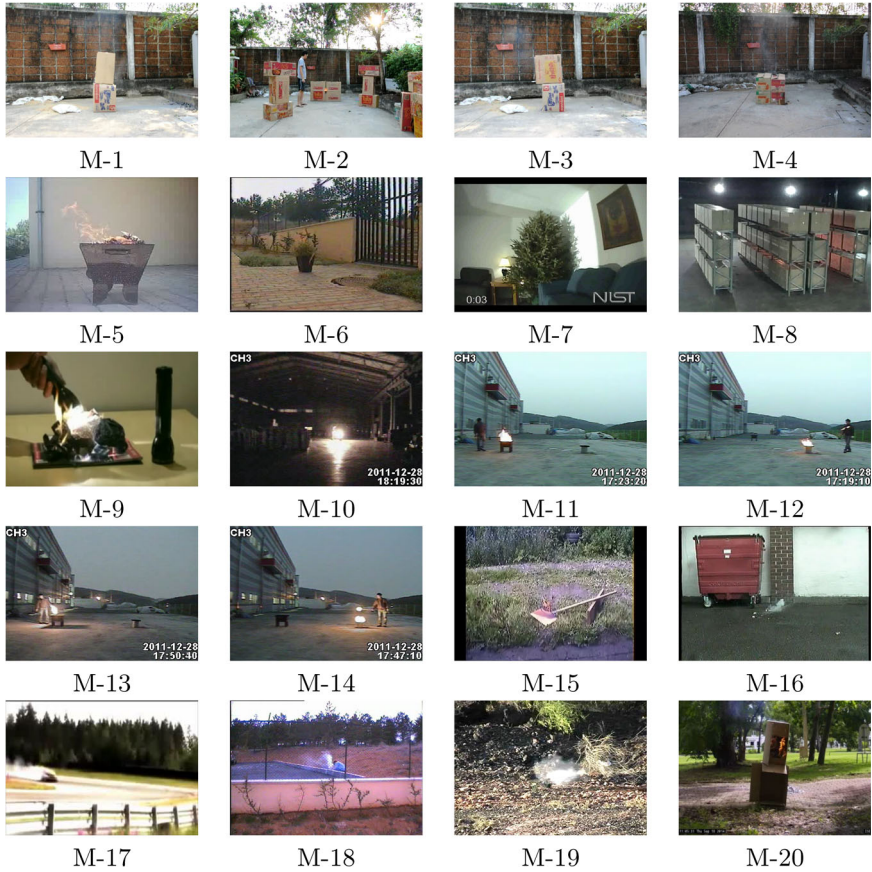 M-1 M-2 M-3 M-4
0:03 NIST
M-5 M-6 M-7 M-8
CH3 CH3 CH3
2011-12-28 2011-12-28 2011-12-28
18:19:30 17:23:20 17:19:10
M-9 M-10 M-11 M-12
CH3 CH3
2011-12-28 2011-12-28
17:50:40 17:47:10
M-13 M-14 M-15 M-16
M-17 M-18 M-19 M-20